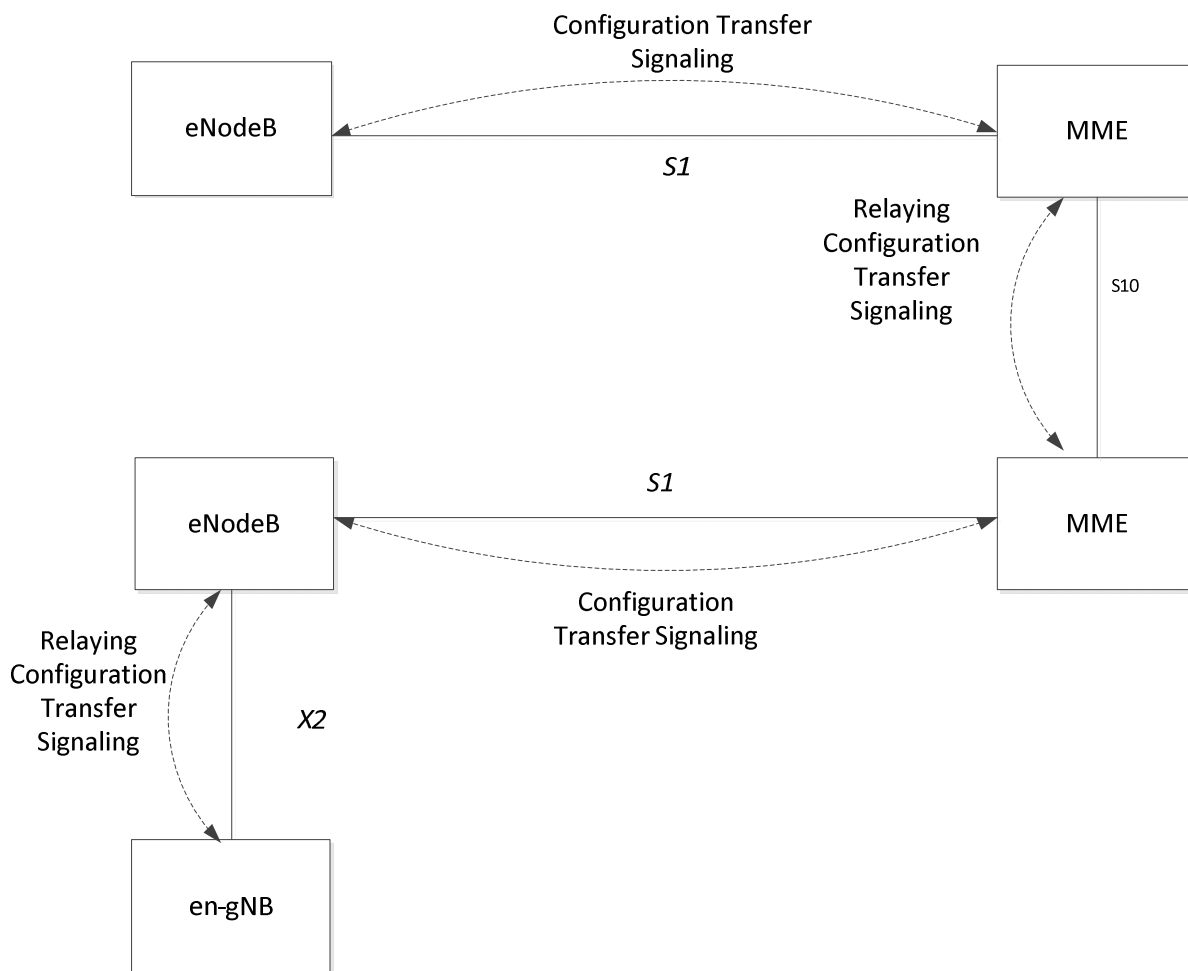 Configuration Transfer
Signaling
eNodeB
MME
S1
Relaying
Configuration
Transfer
Signaling
S10
S1
eNodeB
MME
Configuration
Transfer Signaling
Relaying
Configuration
Transfer
Signaling
X2
en-gNB